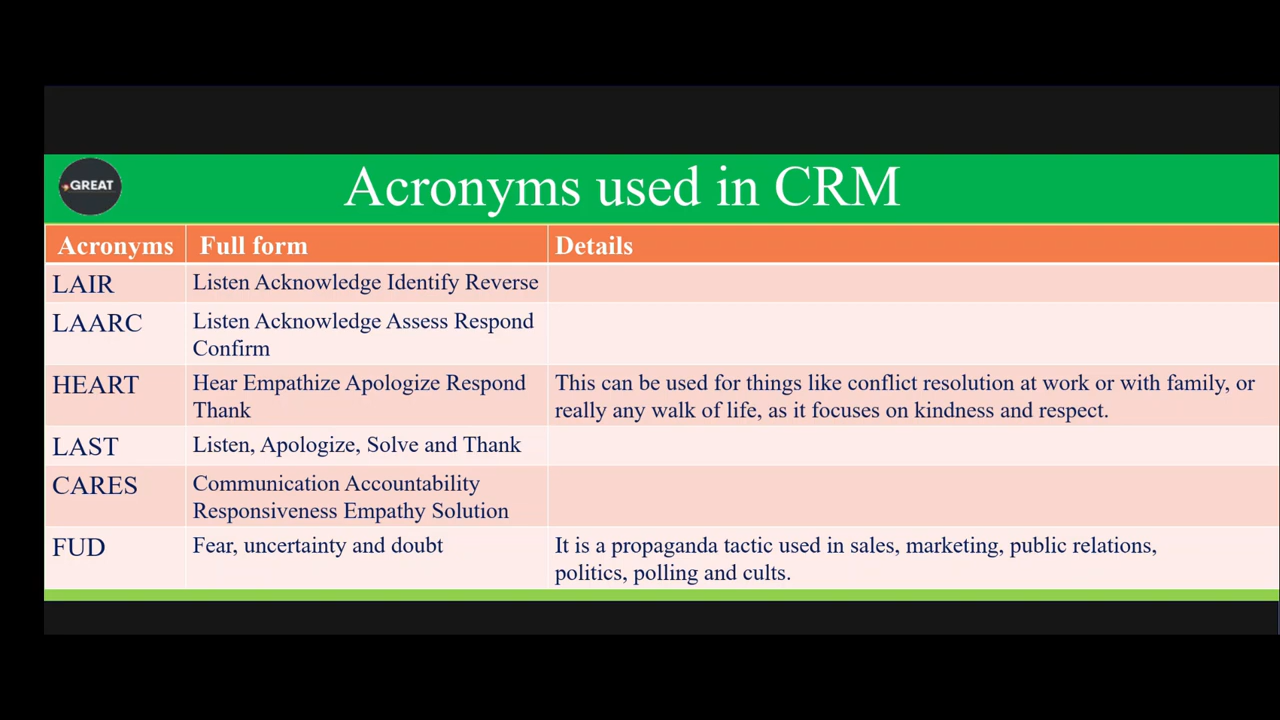 GREAT
Acronyms used in CRM
Acronyms Full form Details
LAIR Listen Acknowledge Identify Reverse
LAARC Listen Acknowledge Assess Respond
Confirm
HEART Hear Empathize Apologize Respond This can be used for things like conflict resolution at work or with family, or
Thank really any walk of life, as it focuses on kindness and respect.
LAST Listen, Apologize, Solve and Thank
CARES Communication Accountability
Responsiveness Empathy Solution
FUD Fear, uncertainty and doubt It is a propaganda tactic used in sales, marketing, public relations,
politics, polling and cults.